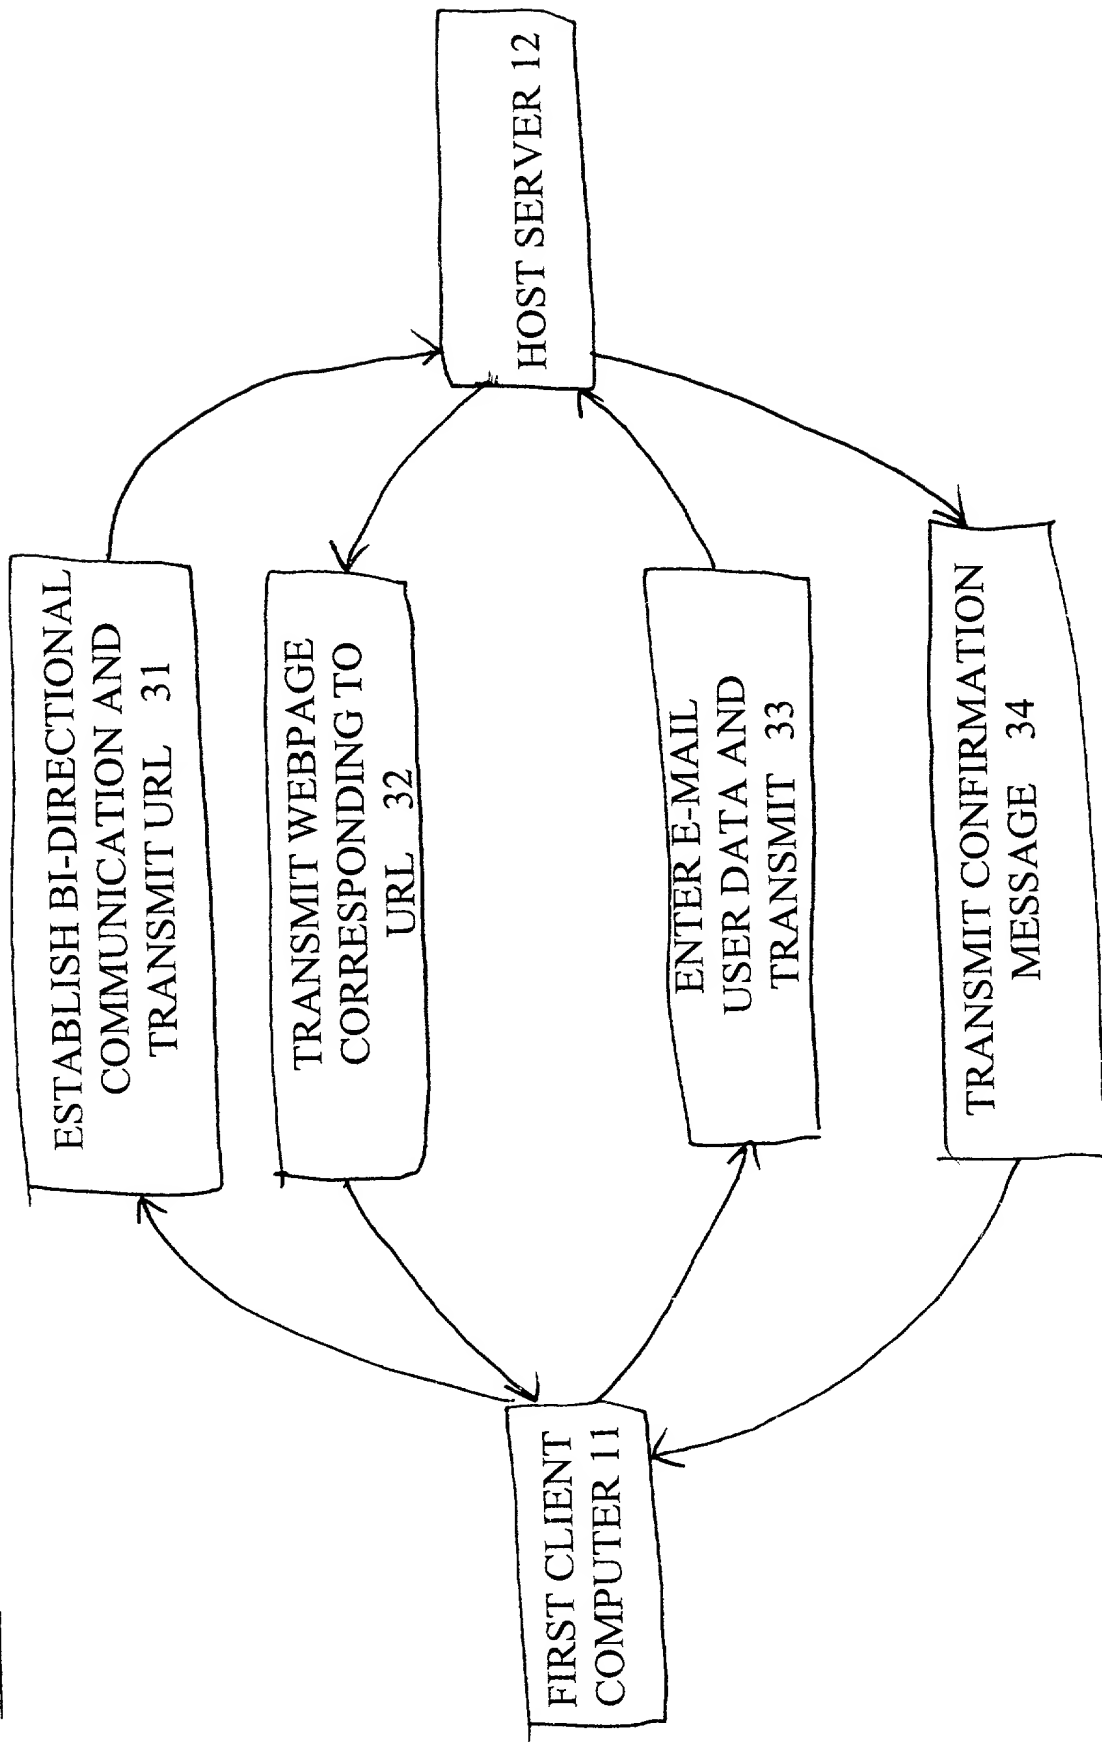 ESTABLISH BI-DIRECTIONAL
COMMUNICATION AND
TRANSMIT URL 31
TRANSMIT WEBPAGE
CORRESPONDING TO
URL 32
FIRST CLIENT
COMPUTER 11
HOST SERVER 12
ENTER E-MAIL
USER DATA AND
TRANSMIT 33
TRANSMIT CONFIRMATION
MESSAGE 34